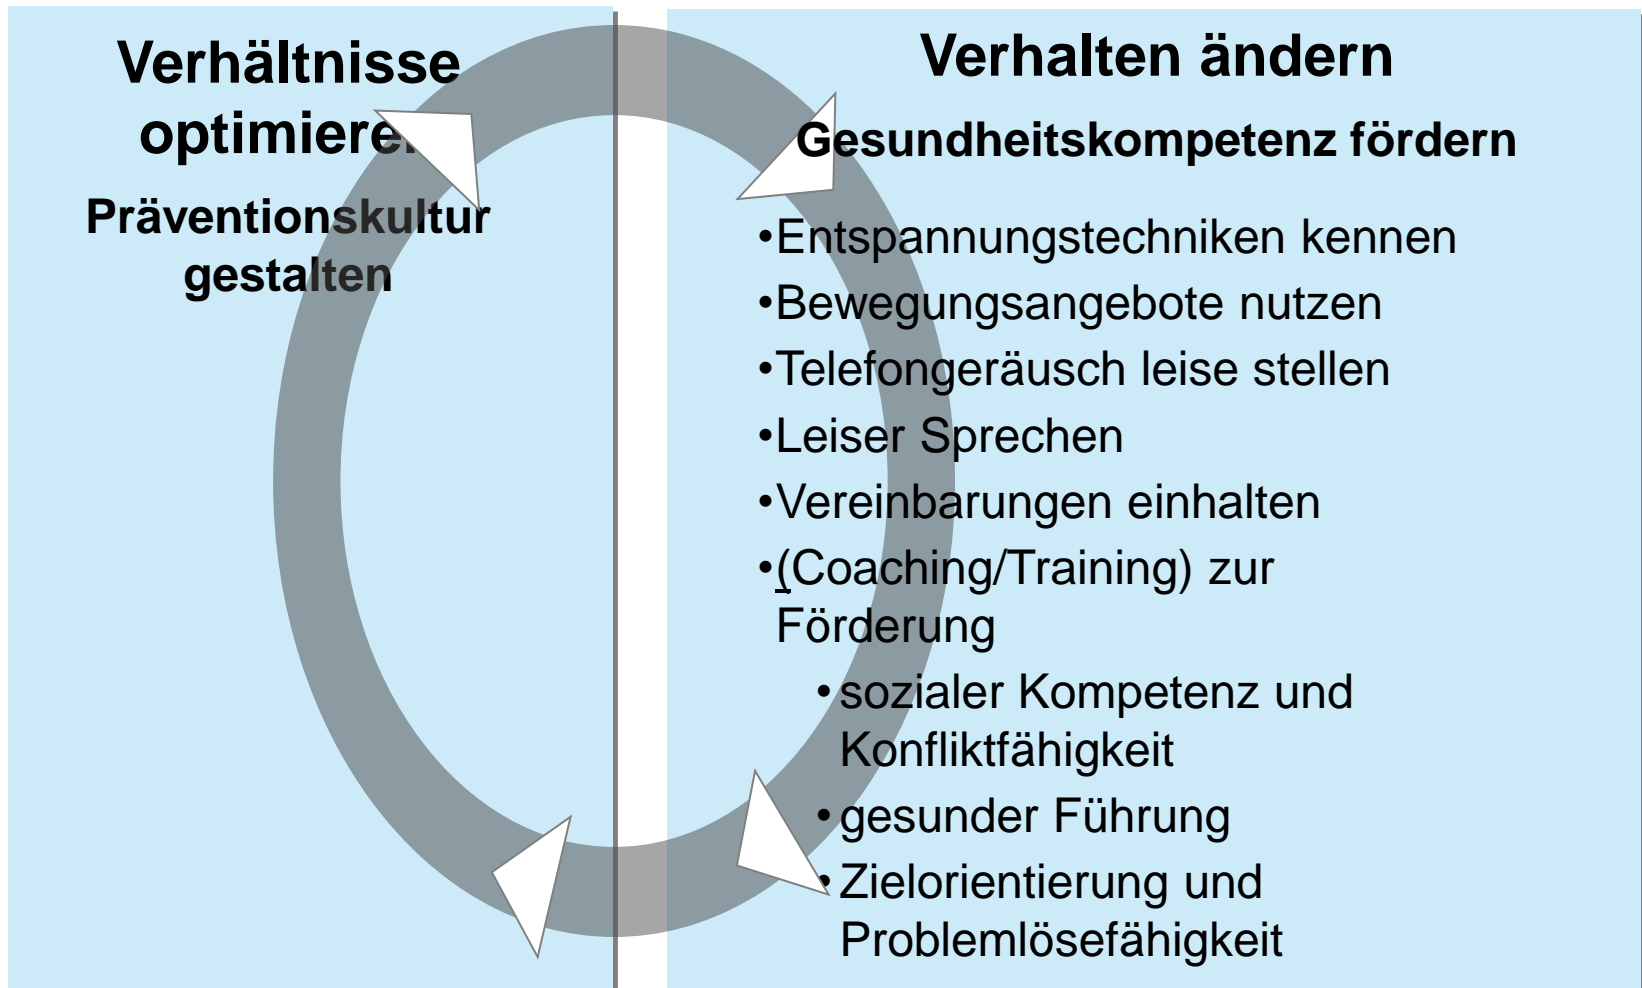 Verhältnisse
optimieren
Präventionskultur
gestalten
Verhalten ändern
Gesundheitskompetenz fördern
•Entspannungstechniken kennen
•Bewegungsangebote nutzen
•Telefongeräusch leise stellen
•Leiser Sprechen
•Vereinbarungen einhalten
•(Coaching/Training) zur
Förderung
•sozialer Kompetenz und
Konfliktfähigkeit
•gesunder Führung
•Zielorientierung und
Problemlösefähigkeit